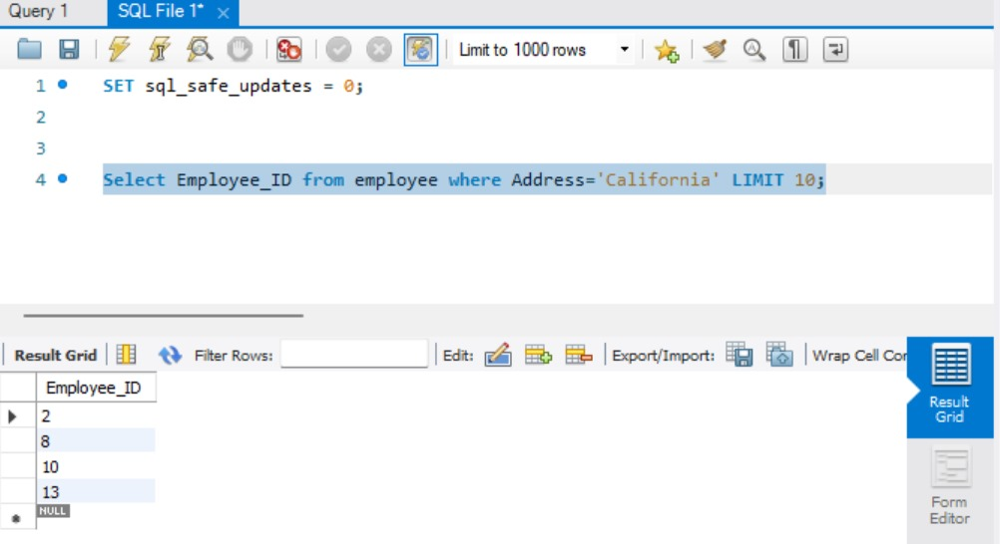 Query 1 SQL File 1*
Limit to 1000 rows
1 SET sql_safe_updates = 0;
2
3
4 Select Employee_ID from employee where Address='California' LIMIT 10;
Result Grid Filter Rows: Edit: Export/Import: Wrap Cell Cor
Employee_ID
2
8
10
13
NULL
Result
Grid
Form
Editor